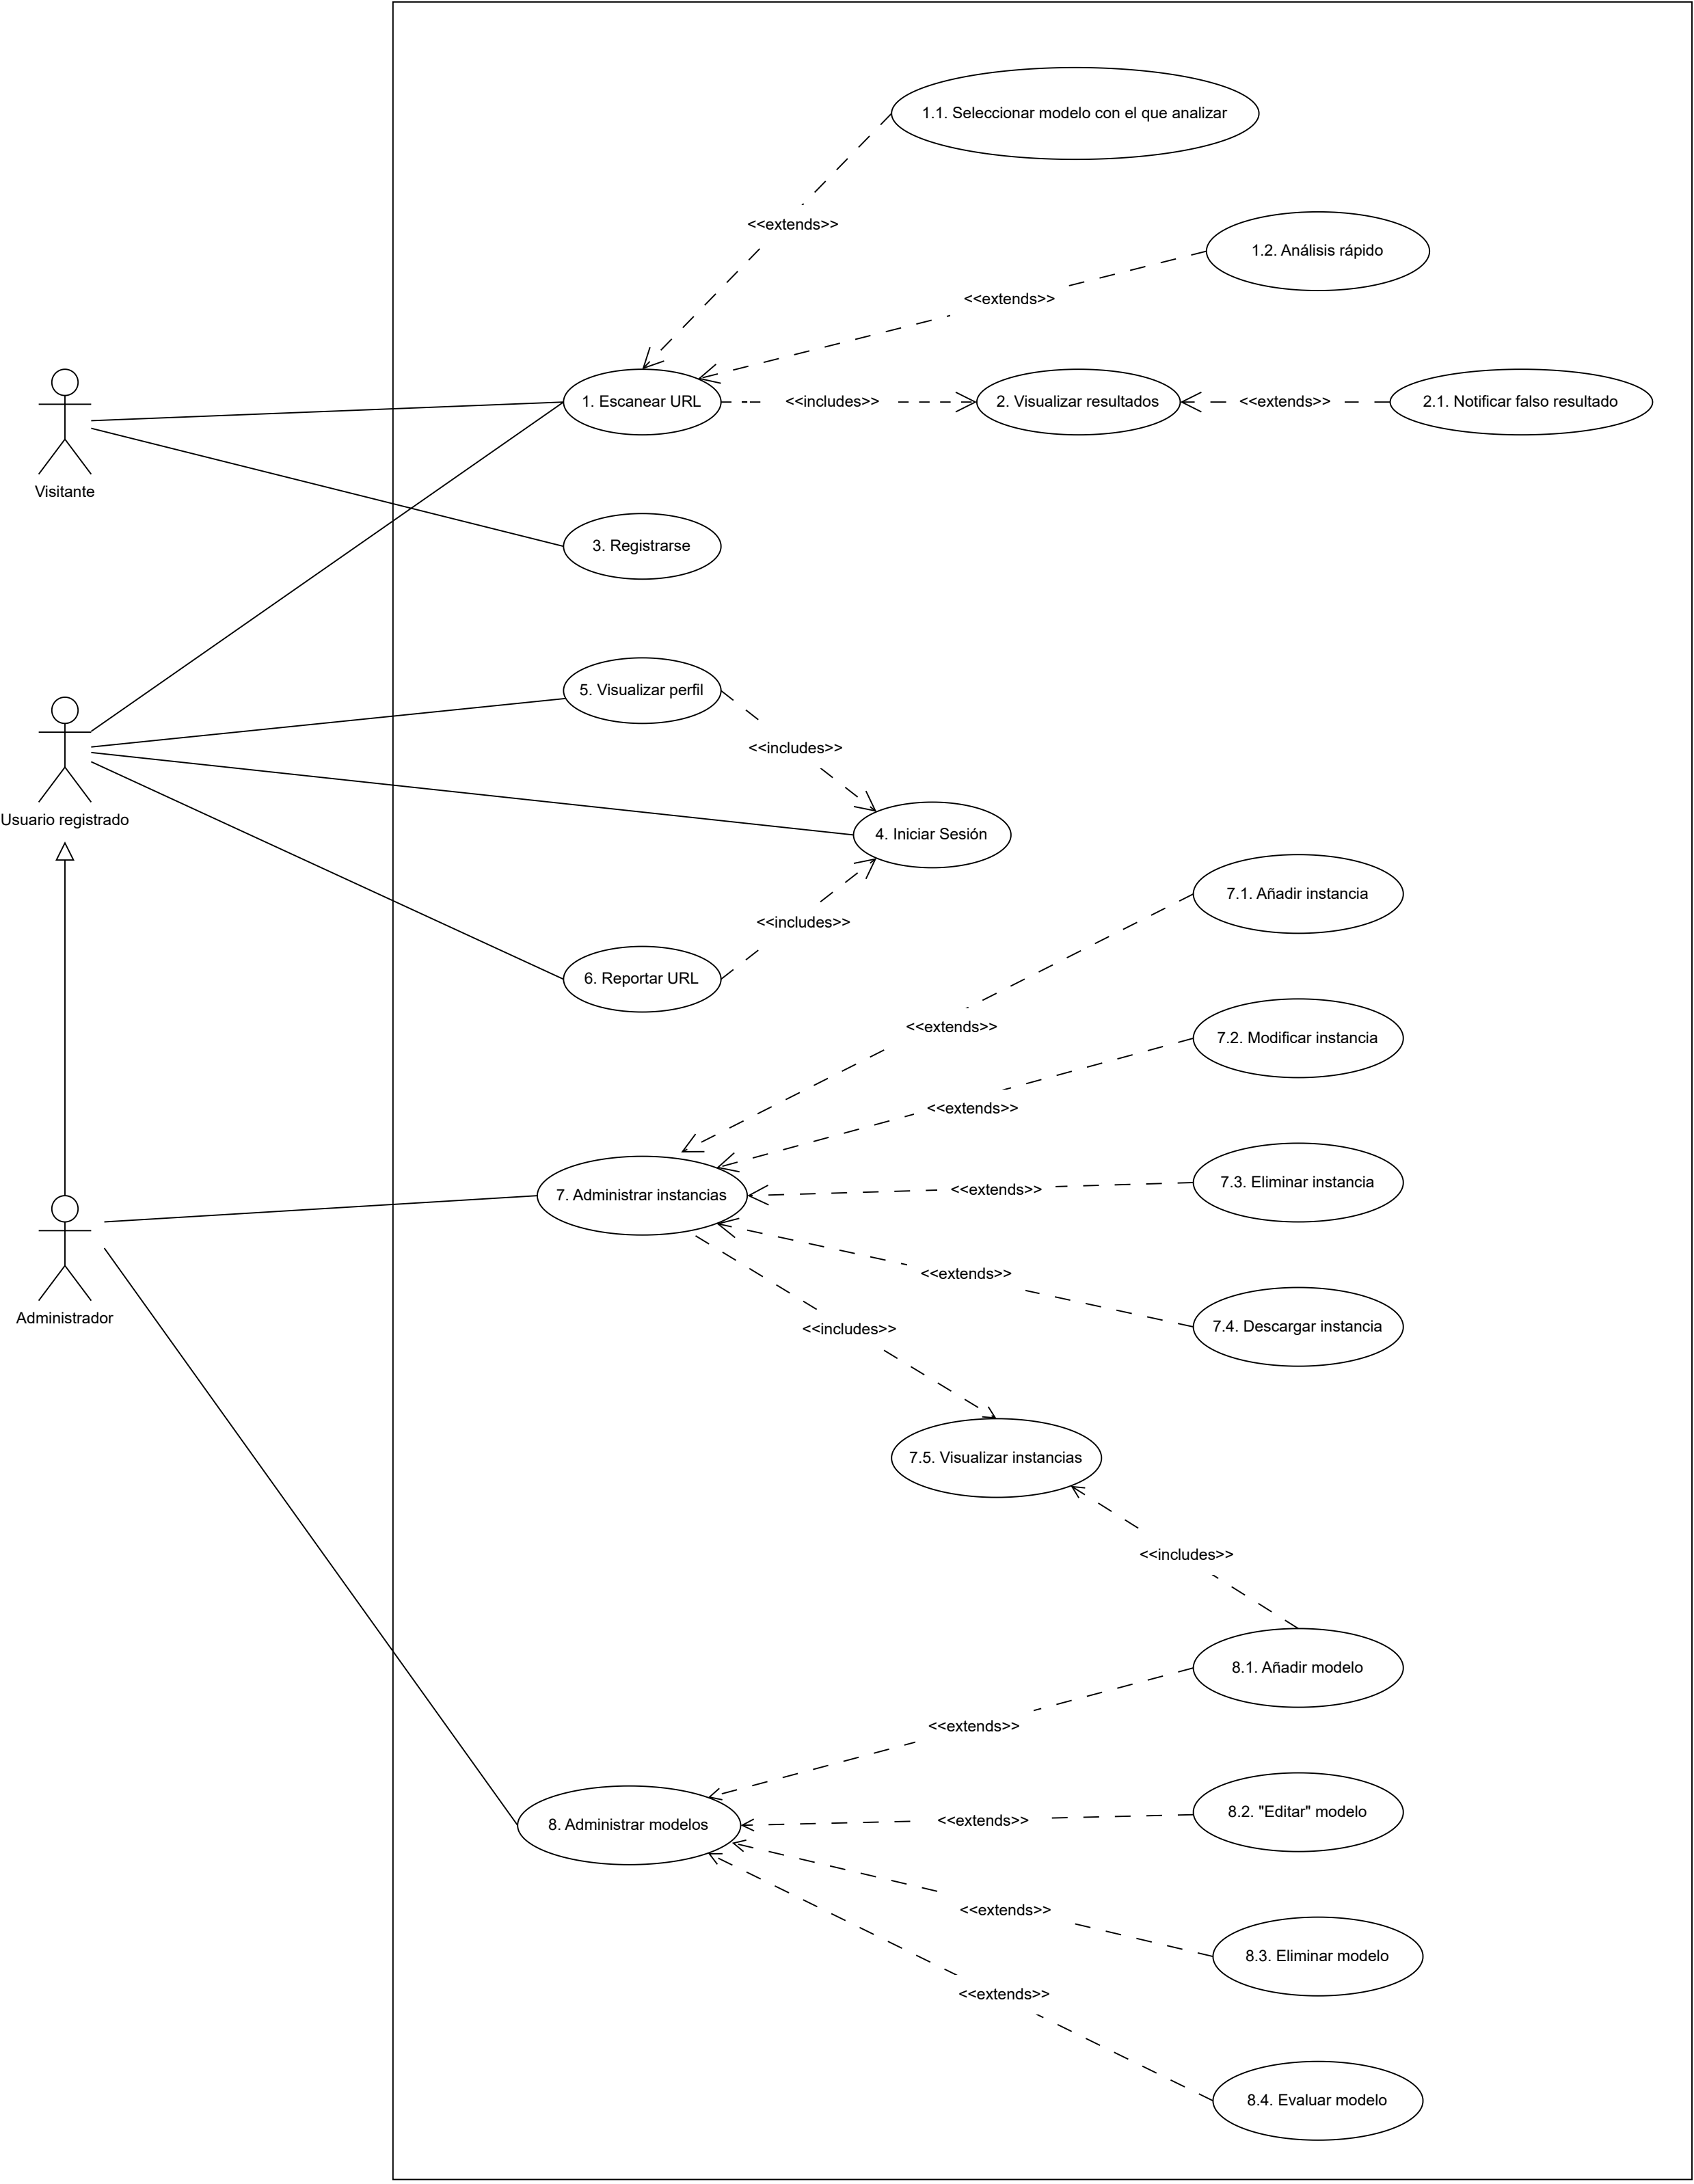 1.1. Seleccionar modelo con el que analizar
<<extends>>
1.2. Análisis rápido
<<extends>>
1. Escanear URL
<<includes>>
2. Visualizar resultados
<<extends>>
2.1. Notificar falso resultado
Visitante
3. Registrarse
5. Visualizar perfil
<<includes>>
Usuario registrado
4. Iniciar Sesión
7.1. Añadir instancia
<<includes>>
6. Reportar URL
<<extends>>
7.2. Modificar instancia
<<extends>>
7.3. Eliminar instancia
<<extends>>
7. Administrar instancias
<<extends>>
Administrador
7.4. Descargar instancia
<<includes>>
7.5. Visualizar instancias
<<includes>>
8.1. Añadir modelo
<<extends>>
8.2. "Editar" modelo
<<extends>>
8. Administrar modelos
<<extends>>
8.3. Eliminar modelo
<<extends>>
8.4. Evaluar modelo